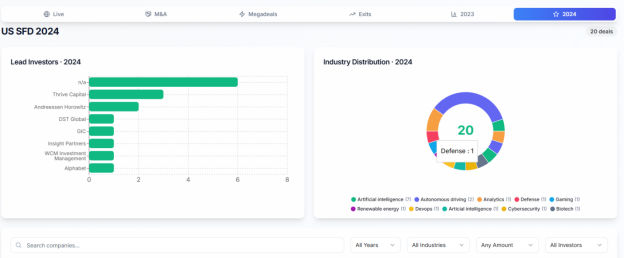 Live
M&A
Megadeals
Exits
2023
2024
US SFD 2024
20 deals
Lead Investors · 2024
n/a
Thrive Capital
Andreessen Horowitz
DST Global
GIC
Insight Partners
WCM Investment
Management
Alphabet
0
2
4
6
8
Industry Distribution · 2024
20
Defense : 1
Artificial intelligence (7)
Autonomous driving (2)
Analytics (1)
Defense (1)
Gaming (1)
Renewable energy (1)
Devops (1)
Articial intelligence (1)
Cybersecurity (1)
Biotech (1)
Search companies...
All Years
All Industries
Any Amount
All Investors